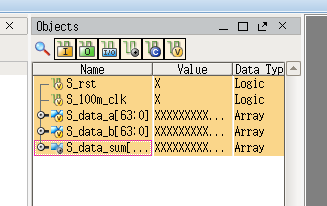 Objects
I O I/O C V
Name Value Data Typ
S_rst X Logic
S_100m_clk X Logic
S_data_a[63:0] XXXXXXXXX... Array
S_data_b[63:0] XXXXXXXXX... Array
S_data_sum[... XXXXXXXXX... Array